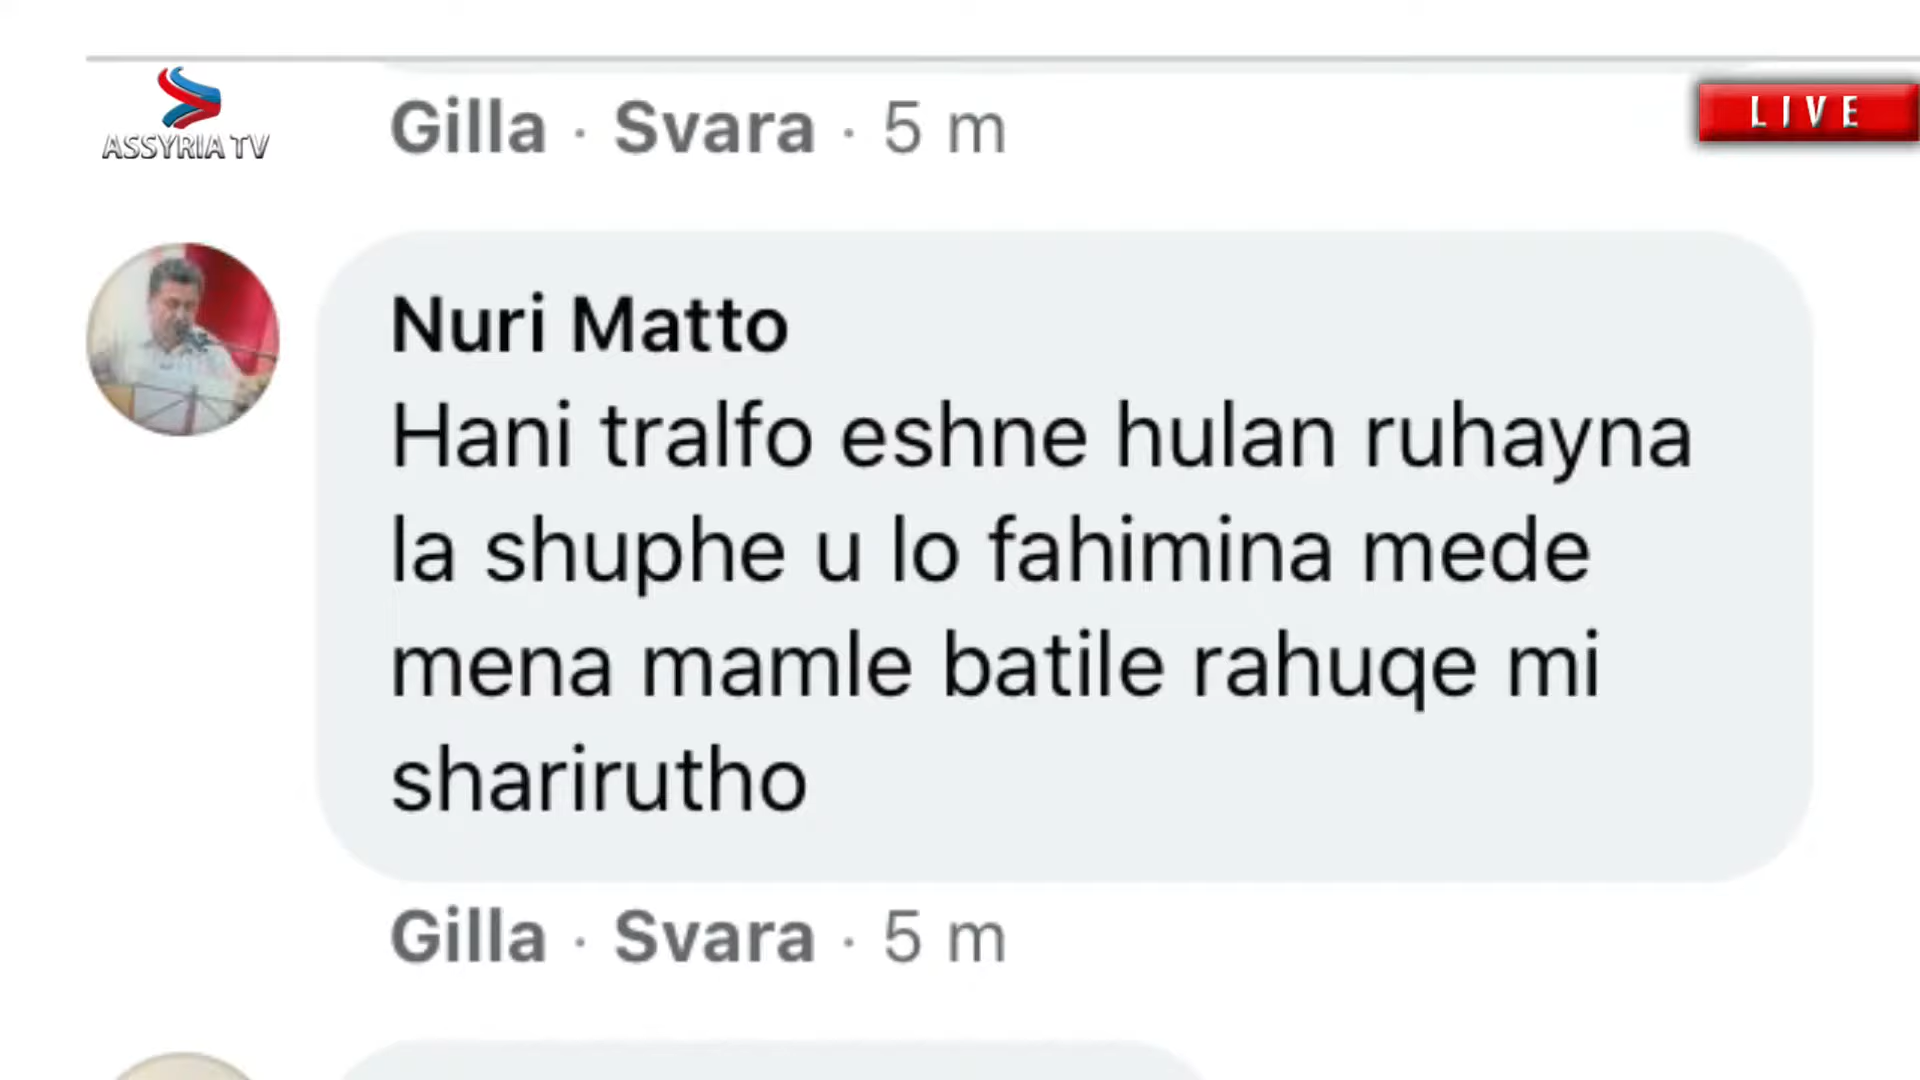 ASSYRIA TV
Gilla · Svara · 5 m
LIVE
Nuri Matto
Hani tralfo eshne hulan ruhayna
la shuphe u lo fahimina mede
mena mamle batile rahuqe mi
sharirutho
Gilla · Svara · 5 m